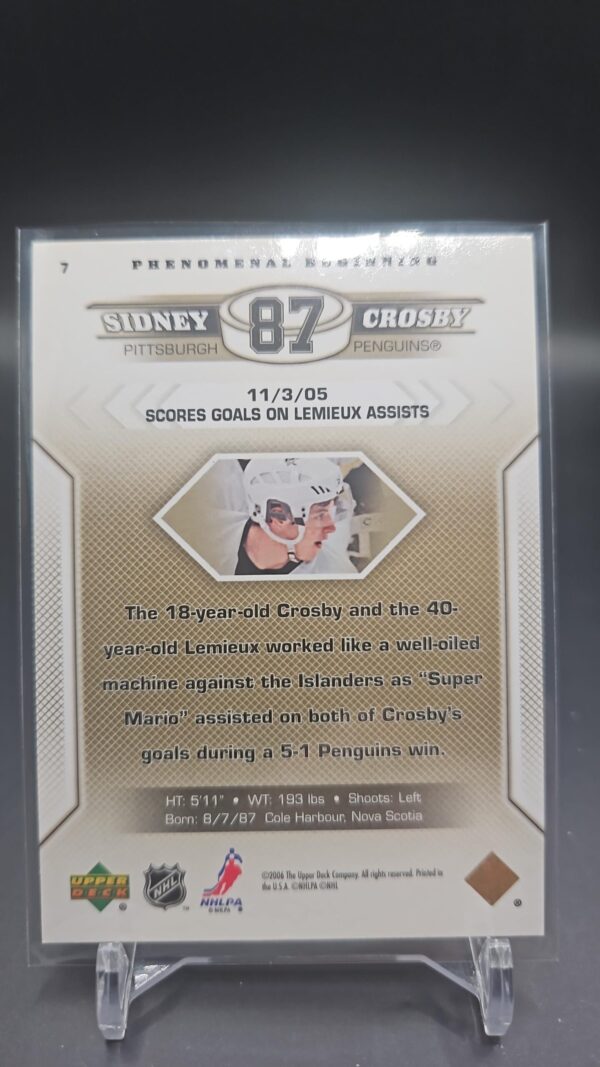 7 PHENOMENAL BEGINNING
SIDNEY 87 CROSBY
PITTSBURGH PENGUINS®
11/3/05
SCORES GOALS ON LEMIEUX ASSISTS
The 18-year-old Crosby and the 40-
year-old Lemieux worked like a well-oiled
machine against the Islanders as “Super
Mario” assisted on both of Crosby’s
goals during a 5-1 Penguins win.
HT: 5'11" • WT: 193 lbs • Shoots: Left
Born: 8/7/87 Cole Harbour, Nova Scotia
UPPER
DECK ®
NHL ™
NHLPA
© NHLPA ®
©2006 The Upper Deck Company. All rights reserved. Printed in
the U.S.A. ©NHLPA ©NHL
®